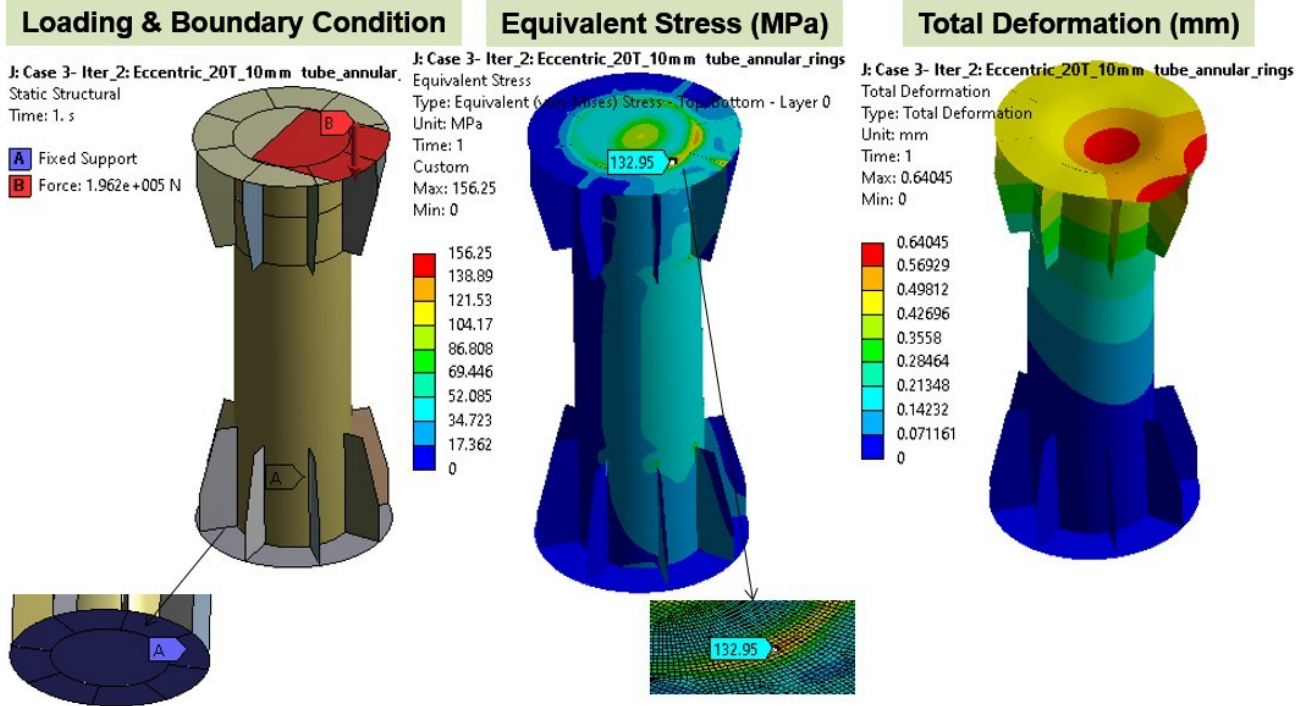 Loading & Boundary Condition
J: Case 3- Iter_2: Eccentric_20T_10mm tube_annular_
Static Structural
Time: 1. s
A Fixed Support
B Force: 1.962e+005 N
B
A
A
Equivalent Stress (MPa)
J: Case 3- Iter_2: Eccentric_20T_10mm tube_annular_rings
Equivalent Stress
Type: Equivalent (von-Mises) Stress - Top/Bottom - Layer 0
Unit: MPa
Time: 1
Custom
Max: 156.25
Min: 0
156.25
138.89
121.53
104.17
86.808
69.446
52.085
34.723
17.362
0
132.95
132.95
Total Deformation (mm)
J: Case 3- Iter_2: Eccentric_20T_10mm tube_annular_rings
Total Deformation
Type: Total Deformation
Unit: mm
Time: 1
Max: 0.64045
Min: 0
0.64045
0.56929
0.49812
0.42696
0.3558
0.28464
0.21348
0.14232
0.071161
0